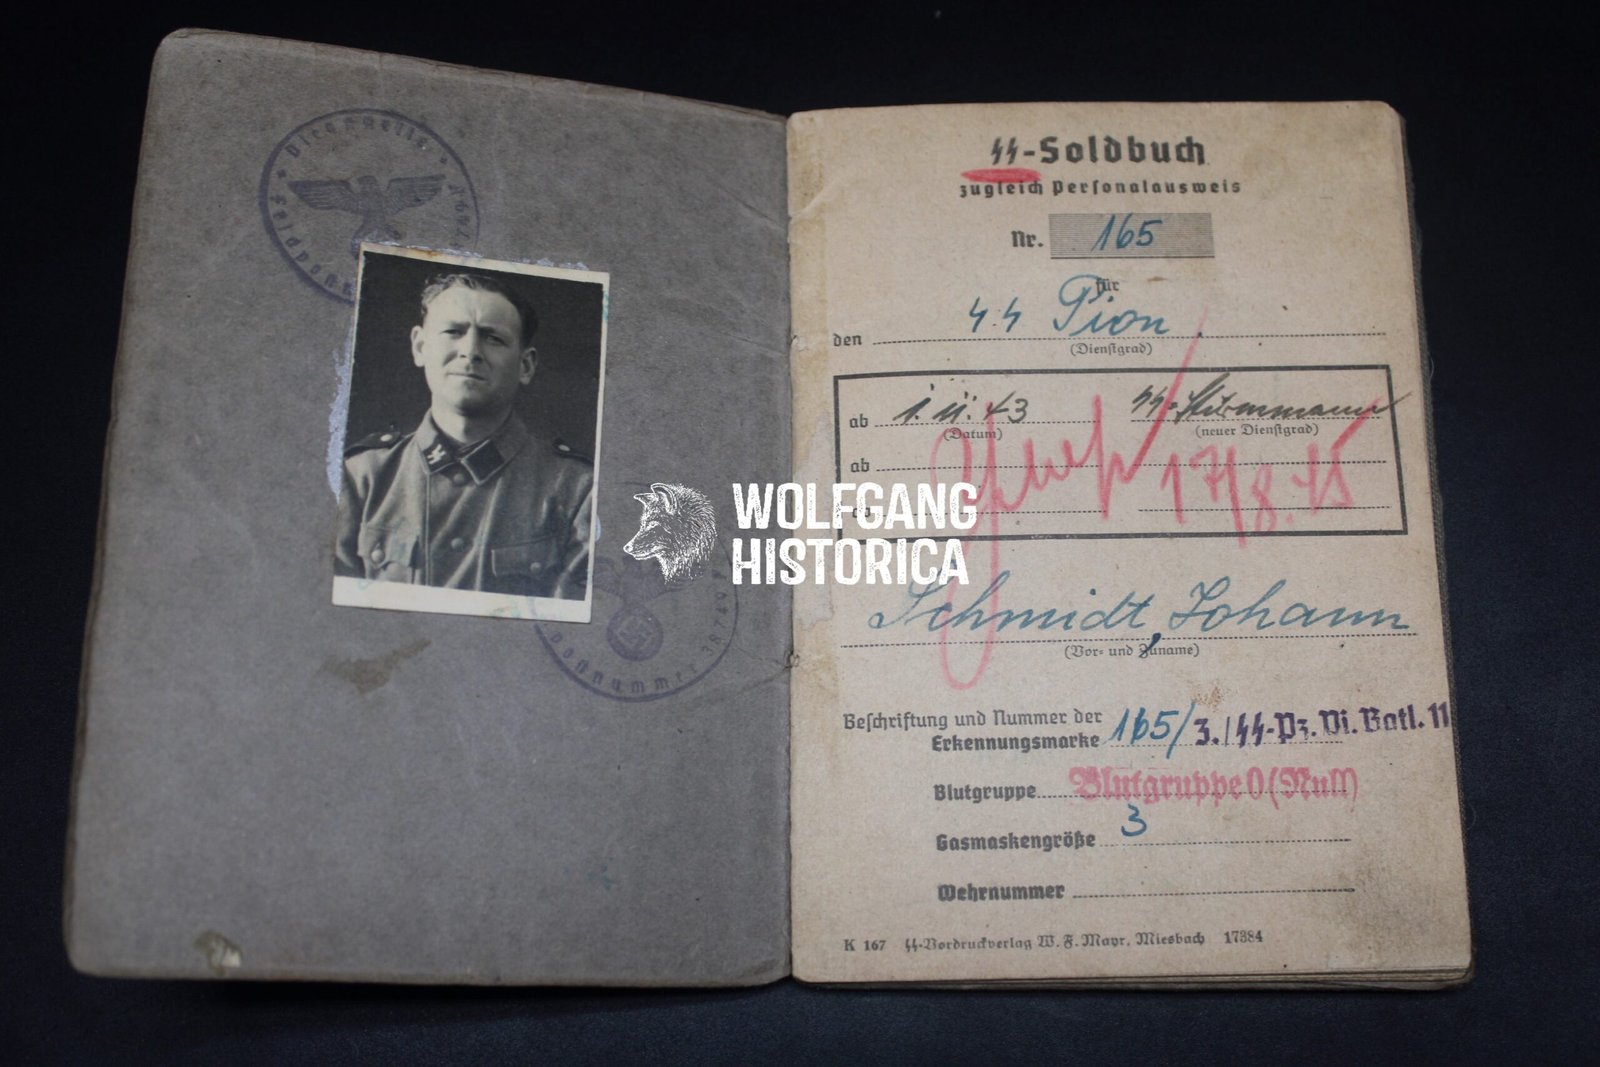 Dienststelle
Feldpost
SS-Soldbuch
zugleich Personalausweis
Nr. 165
für
den SS Pion.
(Dienstgrad)
ab 1.11.43 SS-Sturmmann
(Datum) (neuer Dienstgrad)
ab
17/8.45
WOLFGANG
HISTORICA
Schmidt, Johann
(Vor- und Zuname)
Beschriftung und Nummer der
Erkennungsmarke 165/3./SS-Pz.Pi.Batl. 11
Blutgruppe Blutgruppe 0 (Null)
Gasmaskengröße 3
Wehrnummer
K 167 SS-Vordruckverlag W. F. Mayr, Miesbach 17384